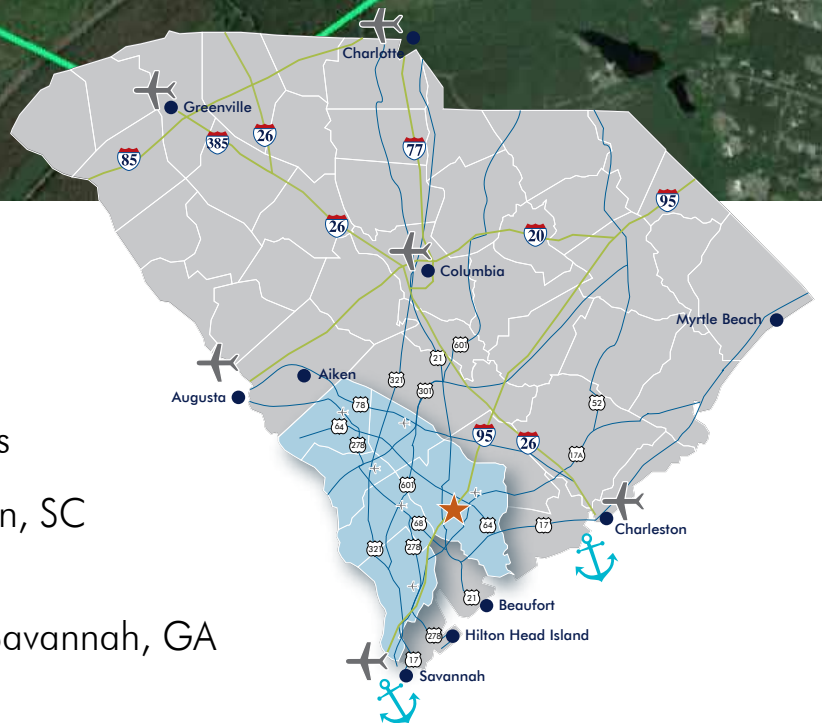 Charlotte
Greenville
85
385
26
77
95
26
20
Columbia
Myrtle Beach
601
21
321
301
Aiken
Augusta
78
52
64
278
95
26
17A
s
n, SC
601
68
64
17
Charleston
321
278
21
Beaufort
Savannah, GA
278
Hilton Head Island
17
Savannah